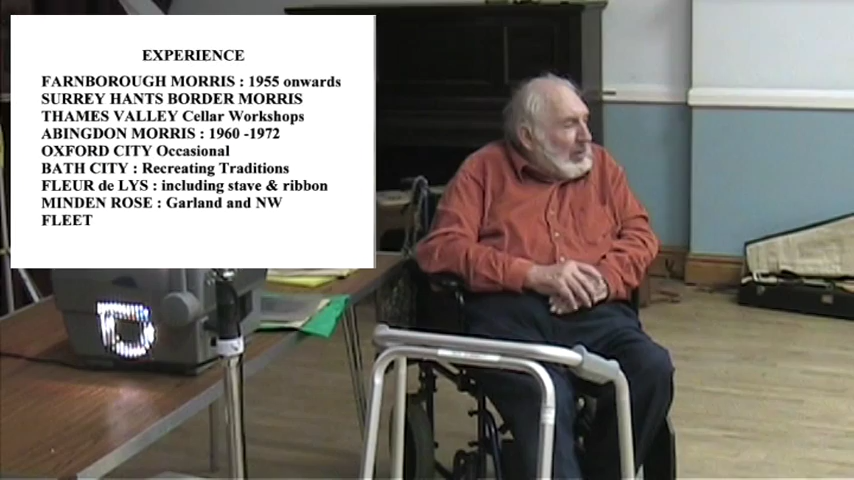 EXPERIENCE
FARNBOROUGH MORRIS : 1955 onwards
SURREY HANTS BORDER MORRIS
THAMES VALLEY Cellar Workshops
ABINGDON MORRIS : 1960 -1972
OXFORD CITY Occasional
BATH CITY : Recreating Traditions
FLEUR de LYS : including stave & ribbon
MINDEN ROSE : Garland and NW
FLEET